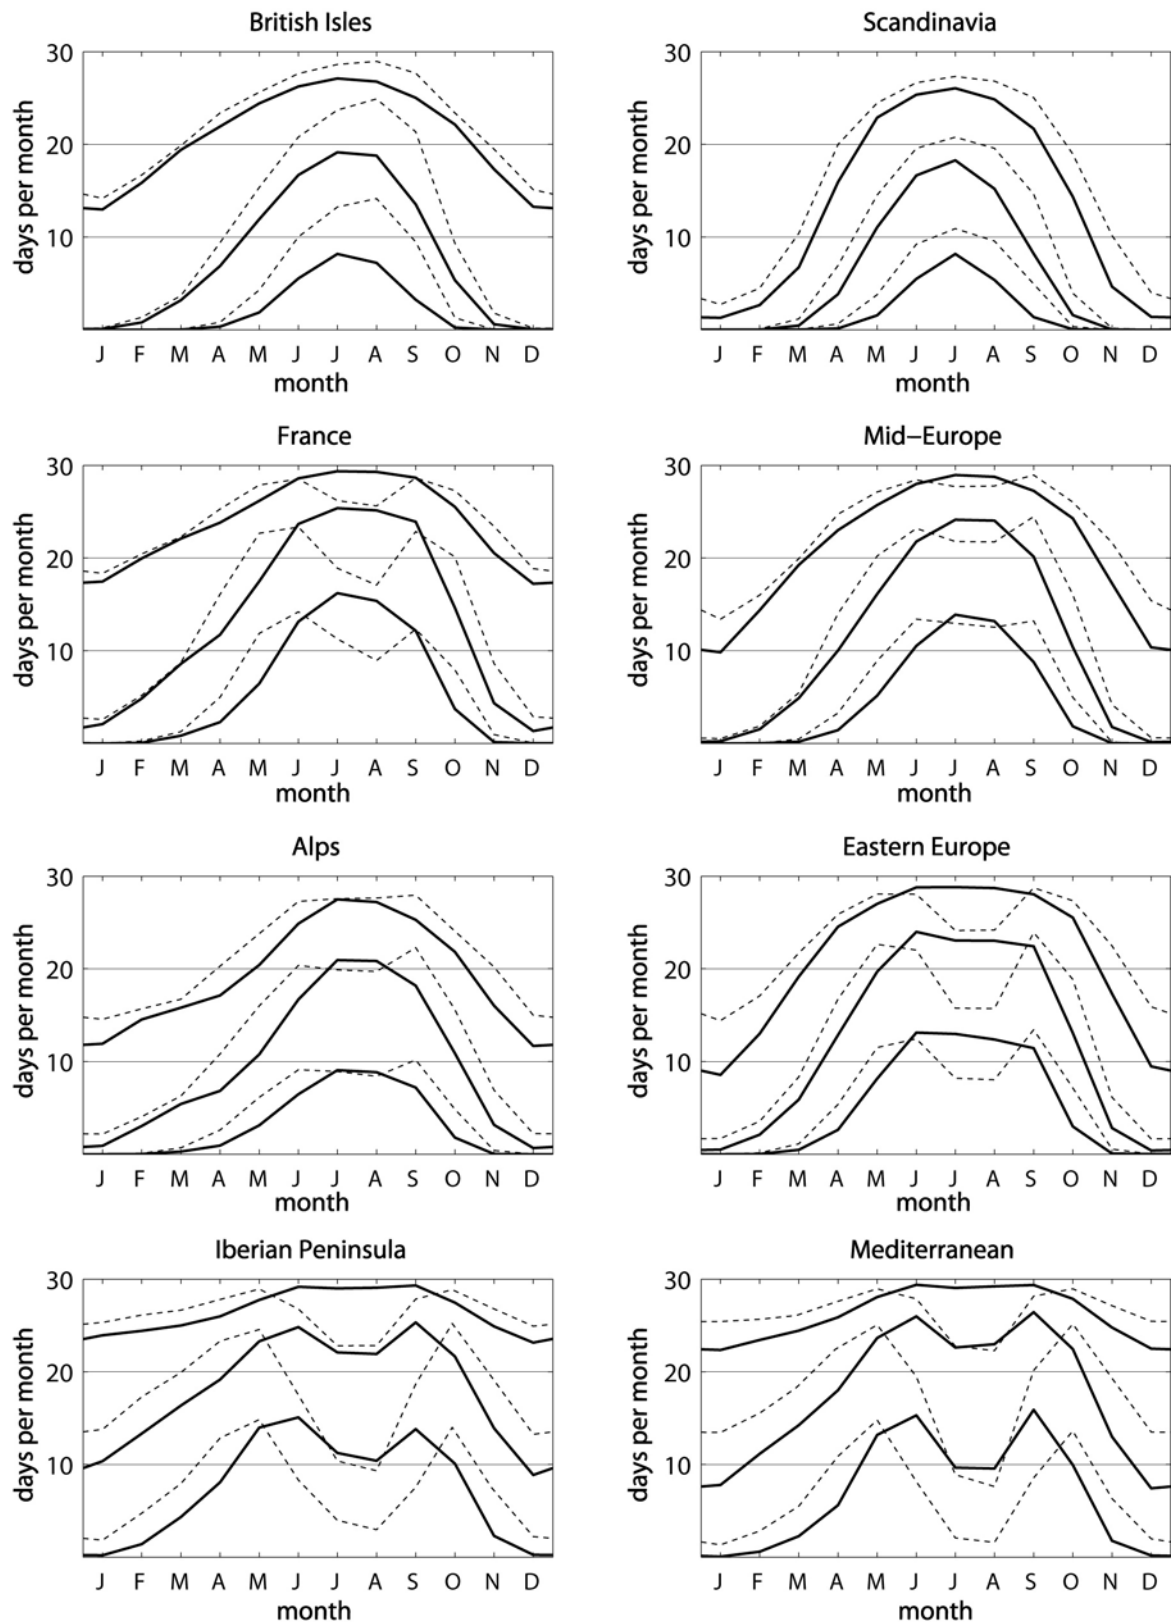 British Isles
30
20
10
days per month
J F M A M J J A S O N D
month
Scandinavia
30
20
10
days per month
J F M A M J J A S O N D
month
France
30
20
10
days per month
J F M A M J J A S O N D
month
Mid-Europe
30
20
10
days per month
J F M A M J J A S O N D
month
Alps
30
20
10
days per month
J F M A M J J A S O N D
month
Eastern Europe
30
20
10
days per month
J F M A M J J A S O N D
month
Iberian Peninsula
30
20
10
days per month
J F M A M J J A S O N D
month
Mediterranean
30
20
10
days per month
J F M A M J J A S O N D
month